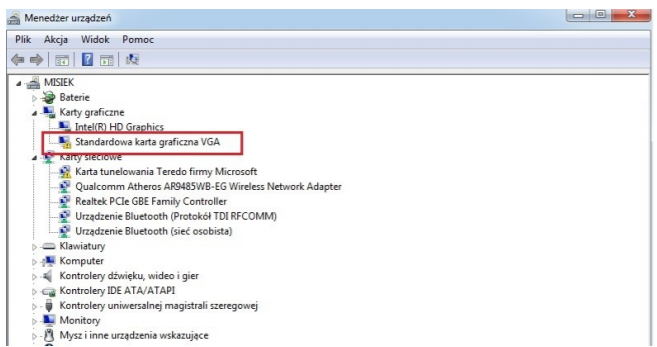 Menedżer urządzeń
Plik Akcja Widok Pomoc
MISIEK
Baterie
Karty graficzne
Intel(R) HD Graphics
Standardowa karta graficzna VGA
Karty sieciowe
Karta tunelowania Teredo firmy Microsoft
Qualcomm Atheros AR9485WB-EG Wireless Network Adapter
Realtek PCIe GBE Family Controller
Urządzenie Bluetooth (Protokół TDI RFCOMM)
Urządzenie Bluetooth (sieć osobista)
Klawiatury
Komputer
Kontrolery dźwięku, wideo i gier
Kontrolery IDE ATA/ATAPI
Kontrolery uniwersalnej magistrali szeregowej
Monitory
Mysz i inne urządzenia wskazujące